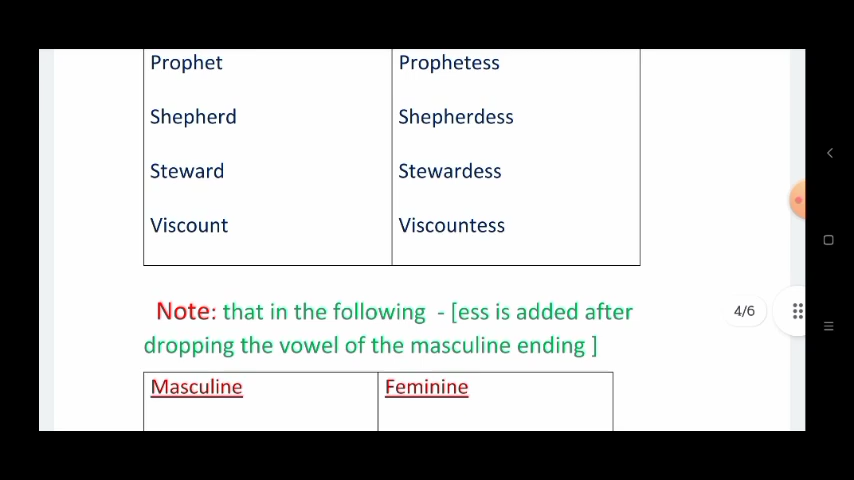 Prophet Prophetess
Shepherd Shepherdess
Steward Stewardess
Viscount Viscountess
Note: that in the following - [ess is added after
dropping the vowel of the masculine ending ]
4/6
Masculine Feminine